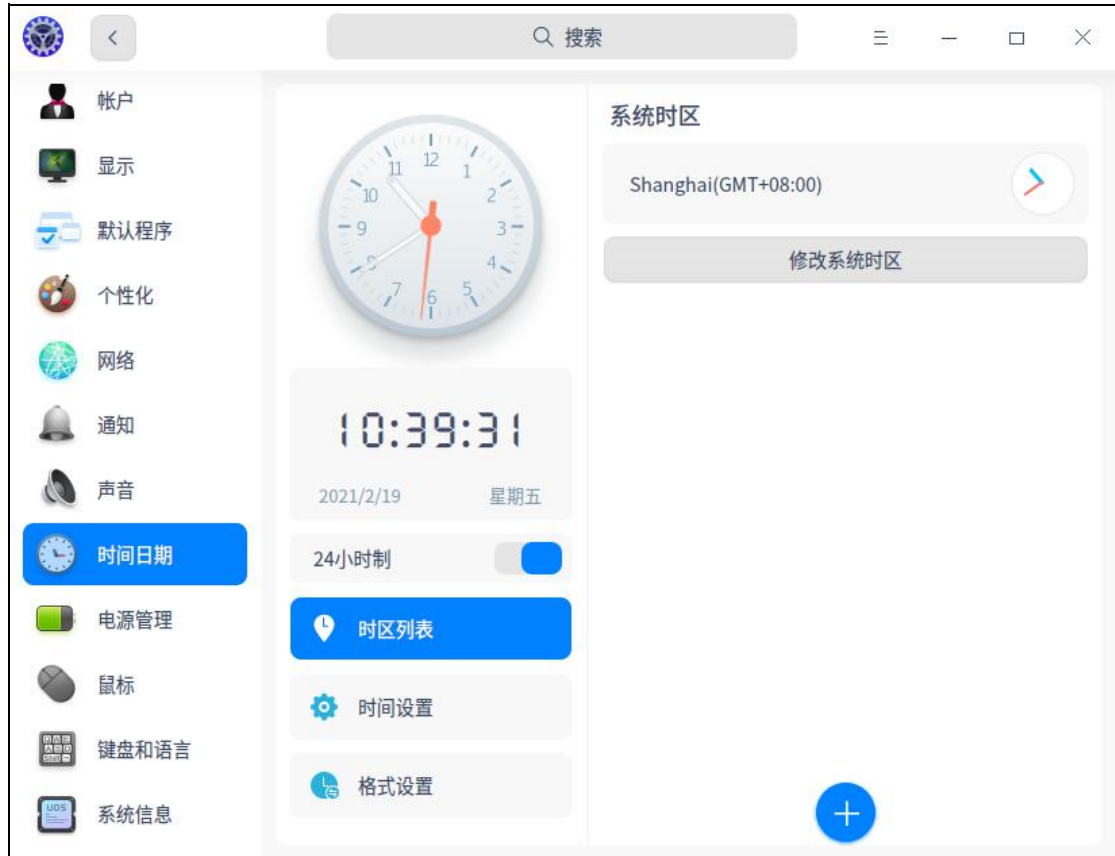 搜索
帐户
显示
默认程序
个性化
网络
通知
声音
时间日期
电源管理
鼠标
键盘和语言
UOS
系统信息
12
1
2
3
4
5
6
7
8
9
10
11
10:39:31
2021/2/19 星期五
24小时制
时区列表
时间设置
格式设置
系统时区
Shanghai(GMT+08:00)
修改系统时区